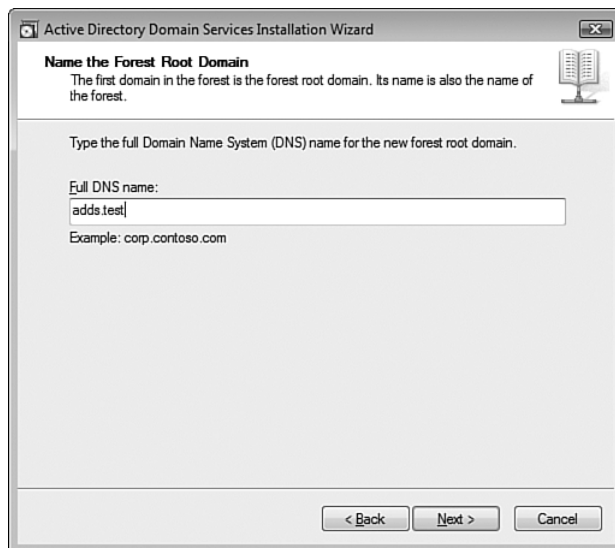 Active Directory Domain Services Installation Wizard
Name the Forest Root Domain
The first domain in the forest is the forest root domain. Its name is also the name of
the forest.
Type the full Domain Name System (DNS) name for the new forest root domain.
Full DNS name:
adds.test
Example: corp.contoso.com
< Back
Next >
Cancel